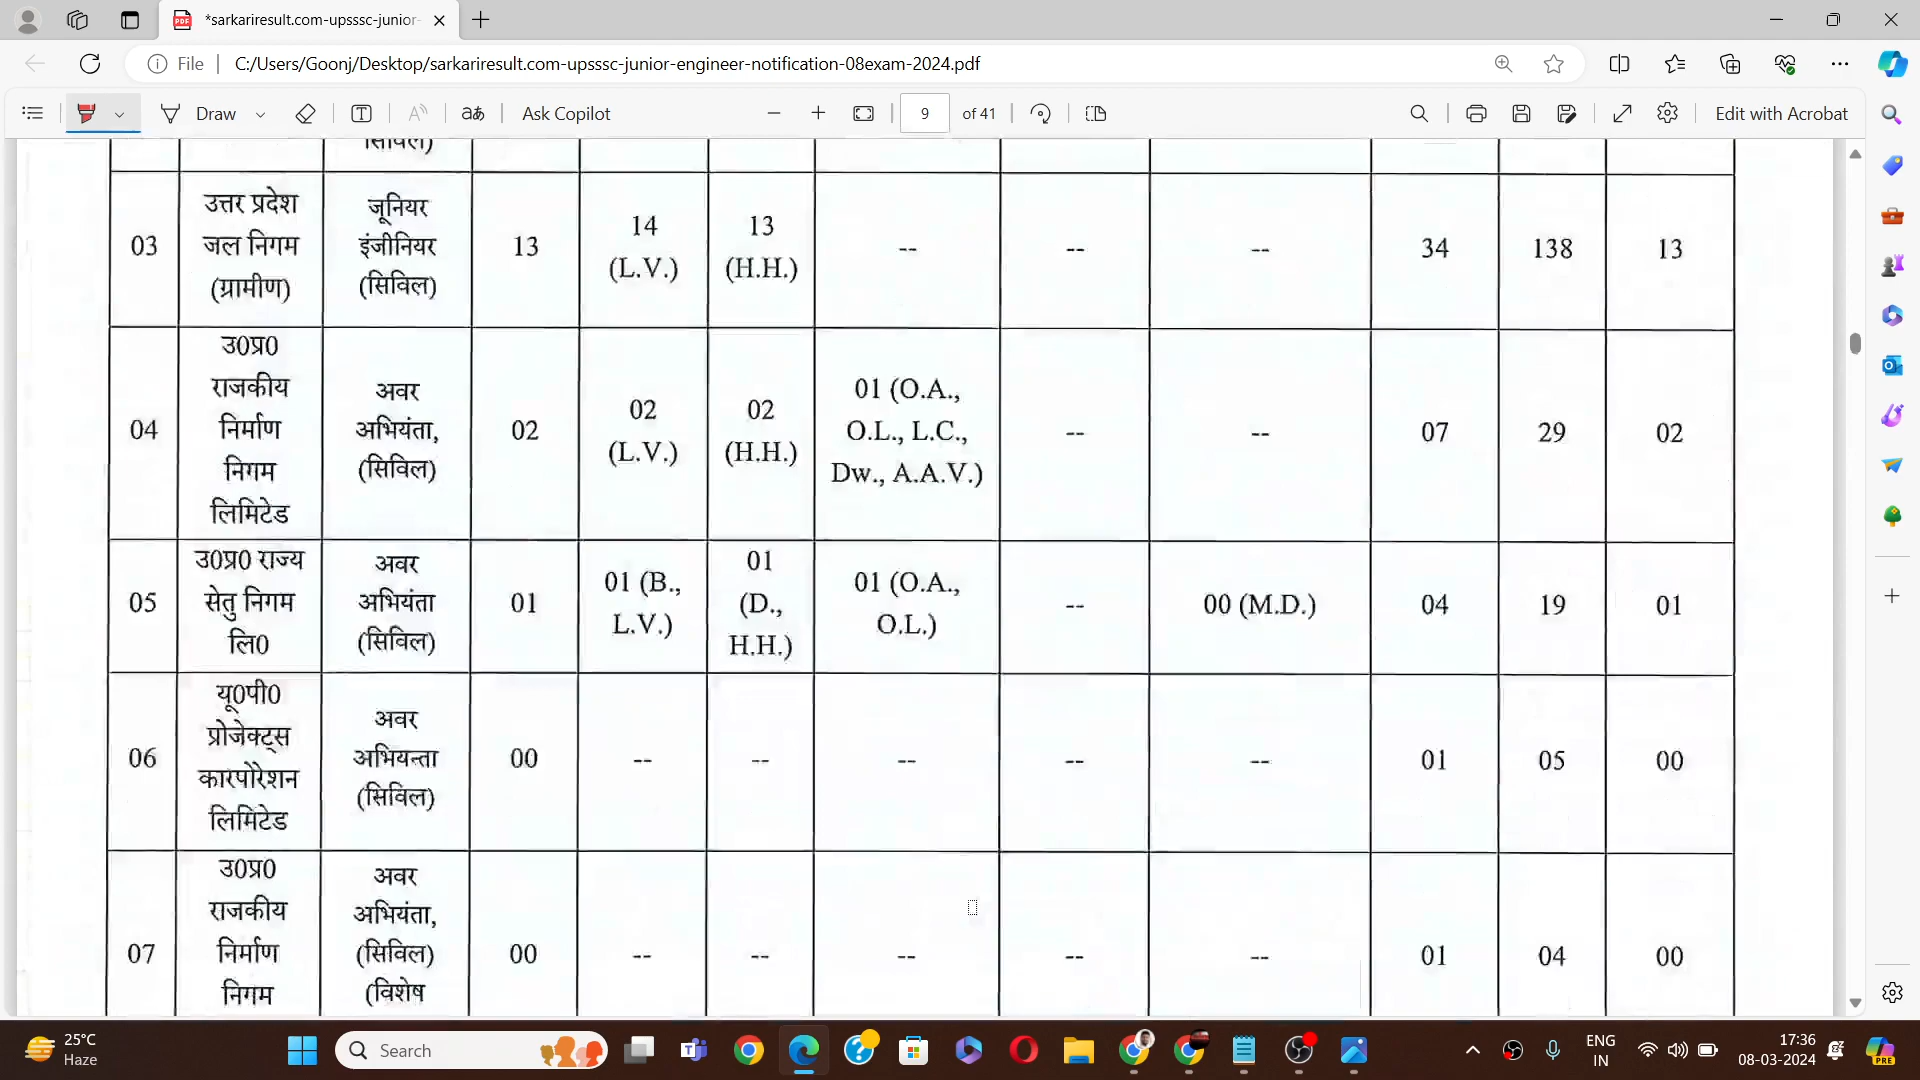 *sarkariresult.com-upsssc-junior-
File
C:/Users/Goonj/Desktop/sarkariresult.com-upsssc-junior-engineer-notification-08exam-2024.pdf
Draw
T
aあ
Ask Copilot
9 of 41
Edit with Acrobat
सिविल)
03
उत्तर प्रदेश
जल निगम
(ग्रामीण)
जूनियर
इंजीनियर
(सिविल)
13
14
(L.V.)
13
(H.H.)
--
--
--
34
138
13
04
उ0प्र0
राजकीय
निर्माण
निगम
लिमिटेड
अवर
अभियंता,
(सिविल)
02
02
(L.V.)
02
(H.H.)
01 (O.A.,
O.L., L.C.,
Dw., A.A.V.)
--
--
07
29
02
05
उ0प्र0 राज्य
सेतु निगम
लि0
अवर
अभियंता
(सिविल)
01
01 (B.,
L.V.)
01
(D.,
H.H.)
01 (O.A.,
O.L.)
--
00 (M.D.)
04
19
01
06
यू0पी0
प्रोजेक्ट्स
कारपोरेशन
लिमिटेड
अवर
अभियन्ता
(सिविल)
00
--
--
--
--
--
01
05
00
07
उ0प्र0
राजकीय
निर्माण
निगम
अवर
अभियंता,
(सिविल)
(विशेष
00
--
--
--
--
--
01
04
00
25°C
Haze
Search
ENG
IN
17:36
08-03-2024
PRE